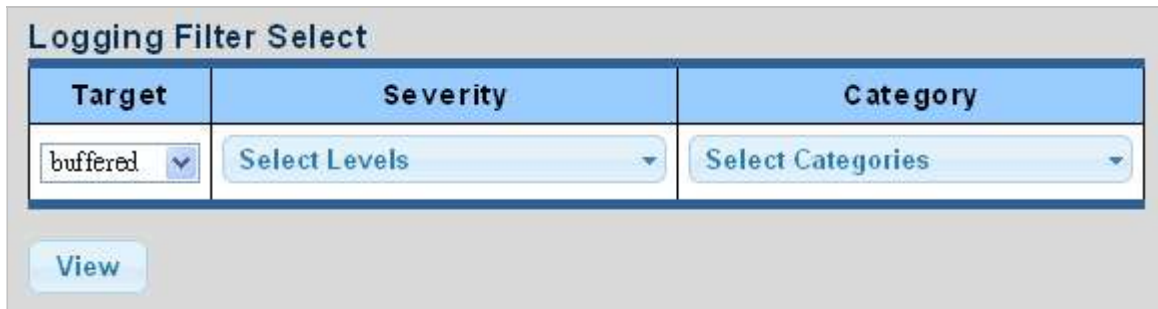 Logging Filter Select
Target Severity Category
buffered Select Levels Select Categories
View